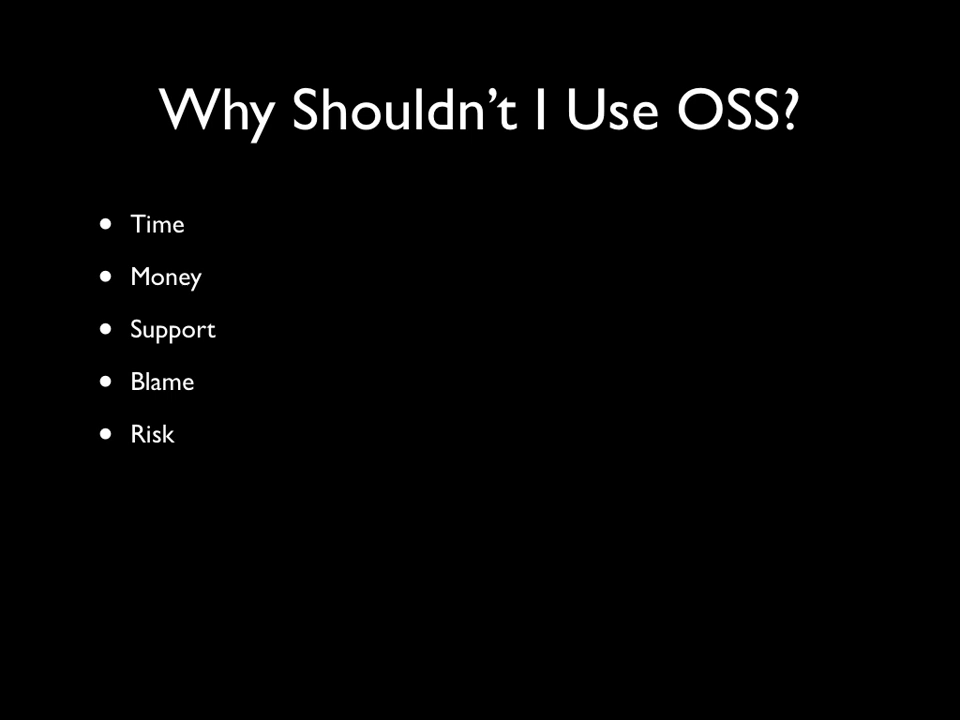 Why Shouldn’t I Use OSS?
• Time
• Money
• Support
• Blame
• Risk